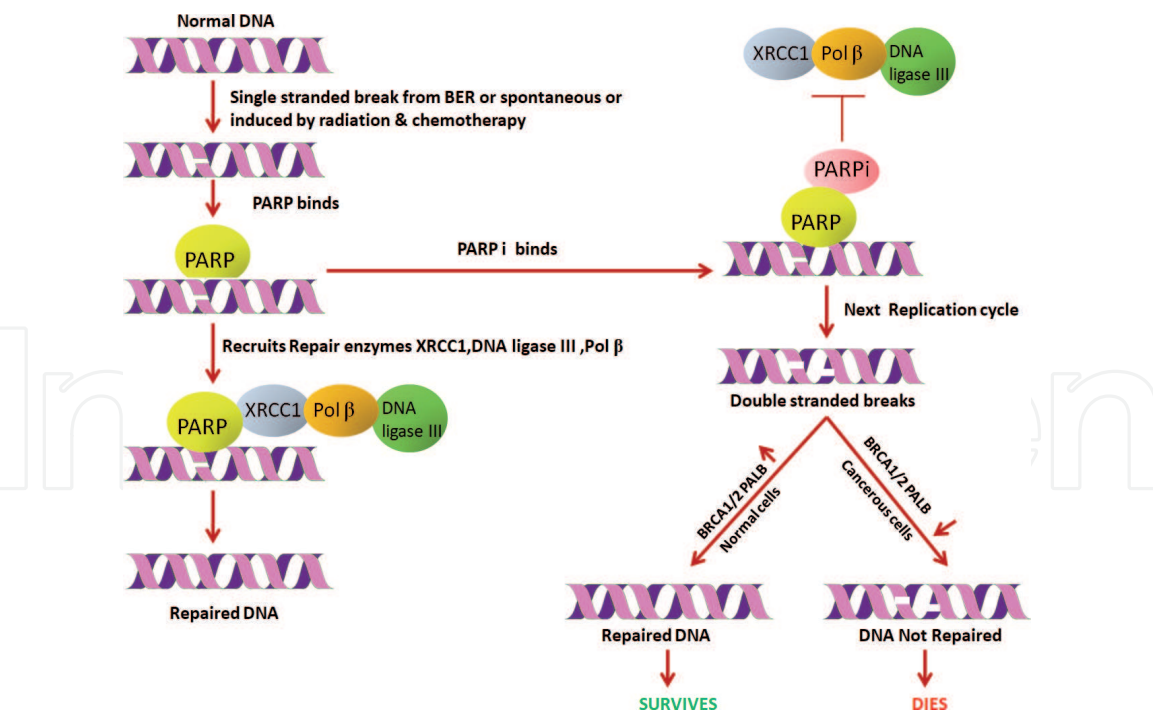 Normal DNA
Single stranded break from BER or spontaneous or
induced by radiation & chemotherapy
PARP binds
PARP
Recruits Repair enzymes XRCC1,DNA ligase III ,Pol β
PARP
XRCC1
Pol β
DNA
ligase III
Repaired DNA
PARP i binds
XRCC1
Pol β
DNA
ligase III
PARPi
PARP
Next Replication cycle
Double stranded breaks
BRCA1/2 PALB
Normal cells
BRCA1/2 PALB
Cancerous cells
Repaired DNA
DNA Not Repaired
SURVIVES
DIES